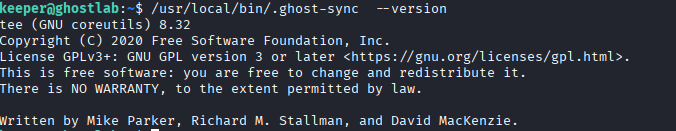 keeper@ghostlab:~$ /usr/local/bin/.ghost-sync  --version
tee (GNU coreutils) 8.32
Copyright (C) 2020 Free Software Foundation, Inc.
License GPLv3+: GNU GPL version 3 or later <https://gnu.org/licenses/gpl.html>.
This is free software: you are free to change and redistribute it.
There is NO WARRANTY, to the extent permitted by law.

Written by Mike Parker, Richard M. Stallman, and David MacKenzie.